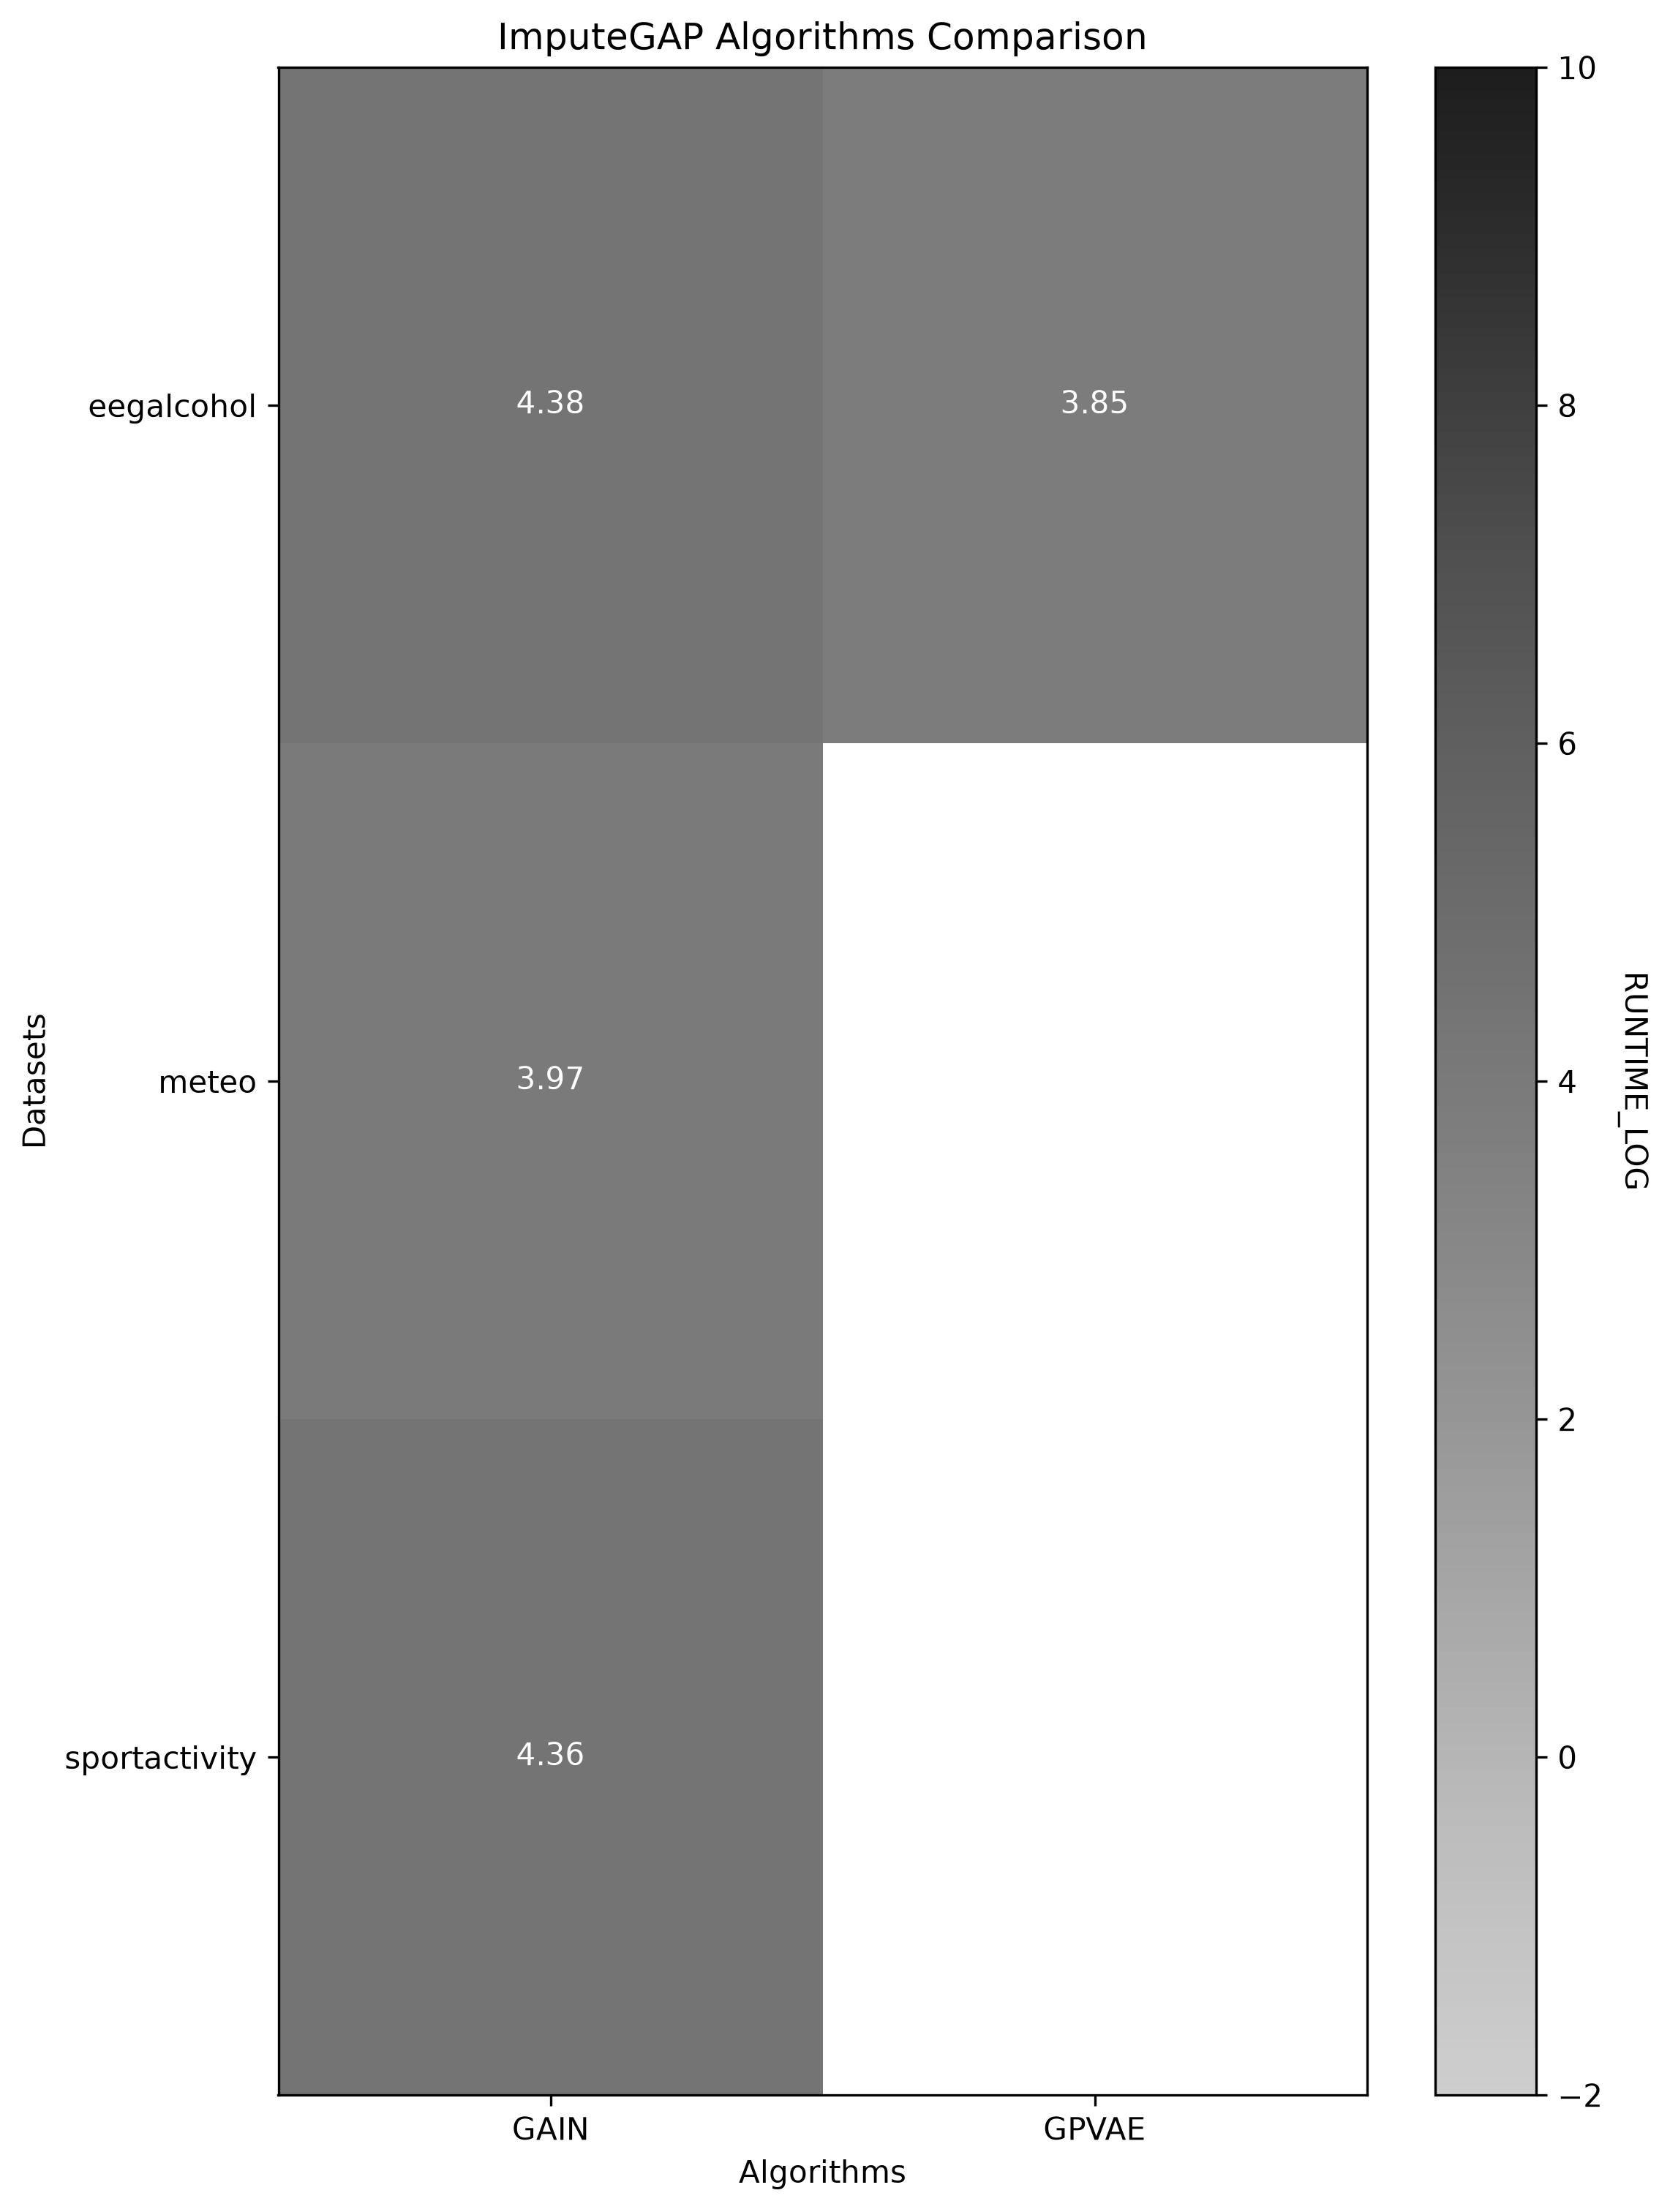 ImputeGAP Algorithms Comparison
eegalcohol
4.38
3.85
meteo
3.97
sportactivity
4.36
Datasets
GAIN
GPVAE
Algorithms
10
8
6
4
2
0
−2
RUNTIME_LOG